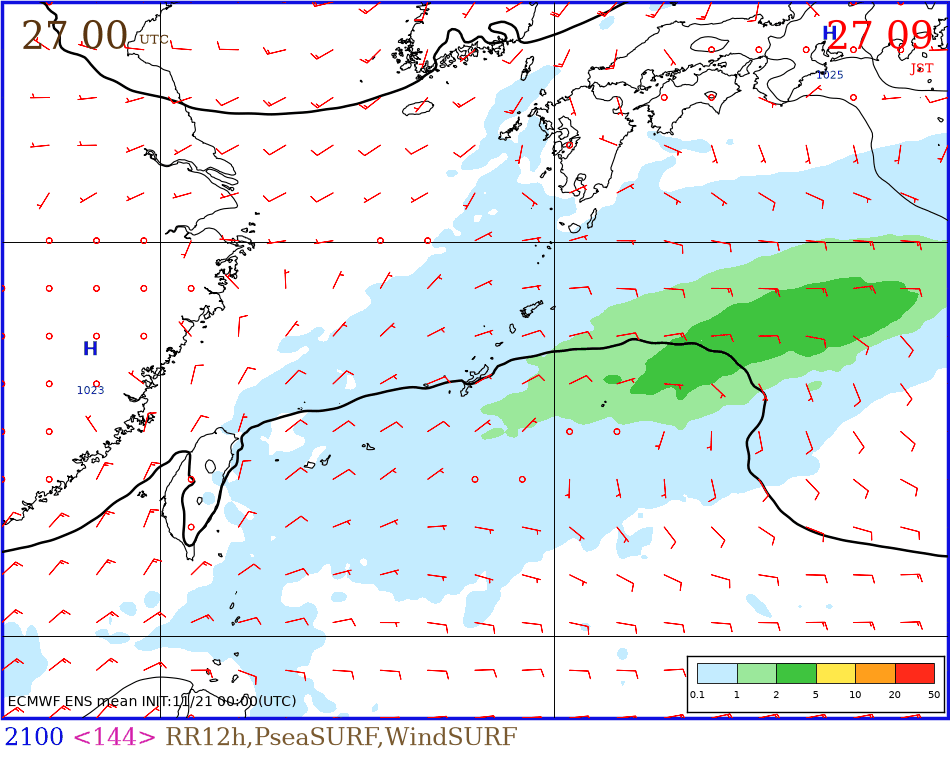 27 00 UTC
H 27 09
1025 JST
H
1023
0.1 1 2 5 10 20 50
ECMWF ENS mean INIT:11/21 00:00(UTC)
2100 <144> RR12h,PseaSURF,WindSURF